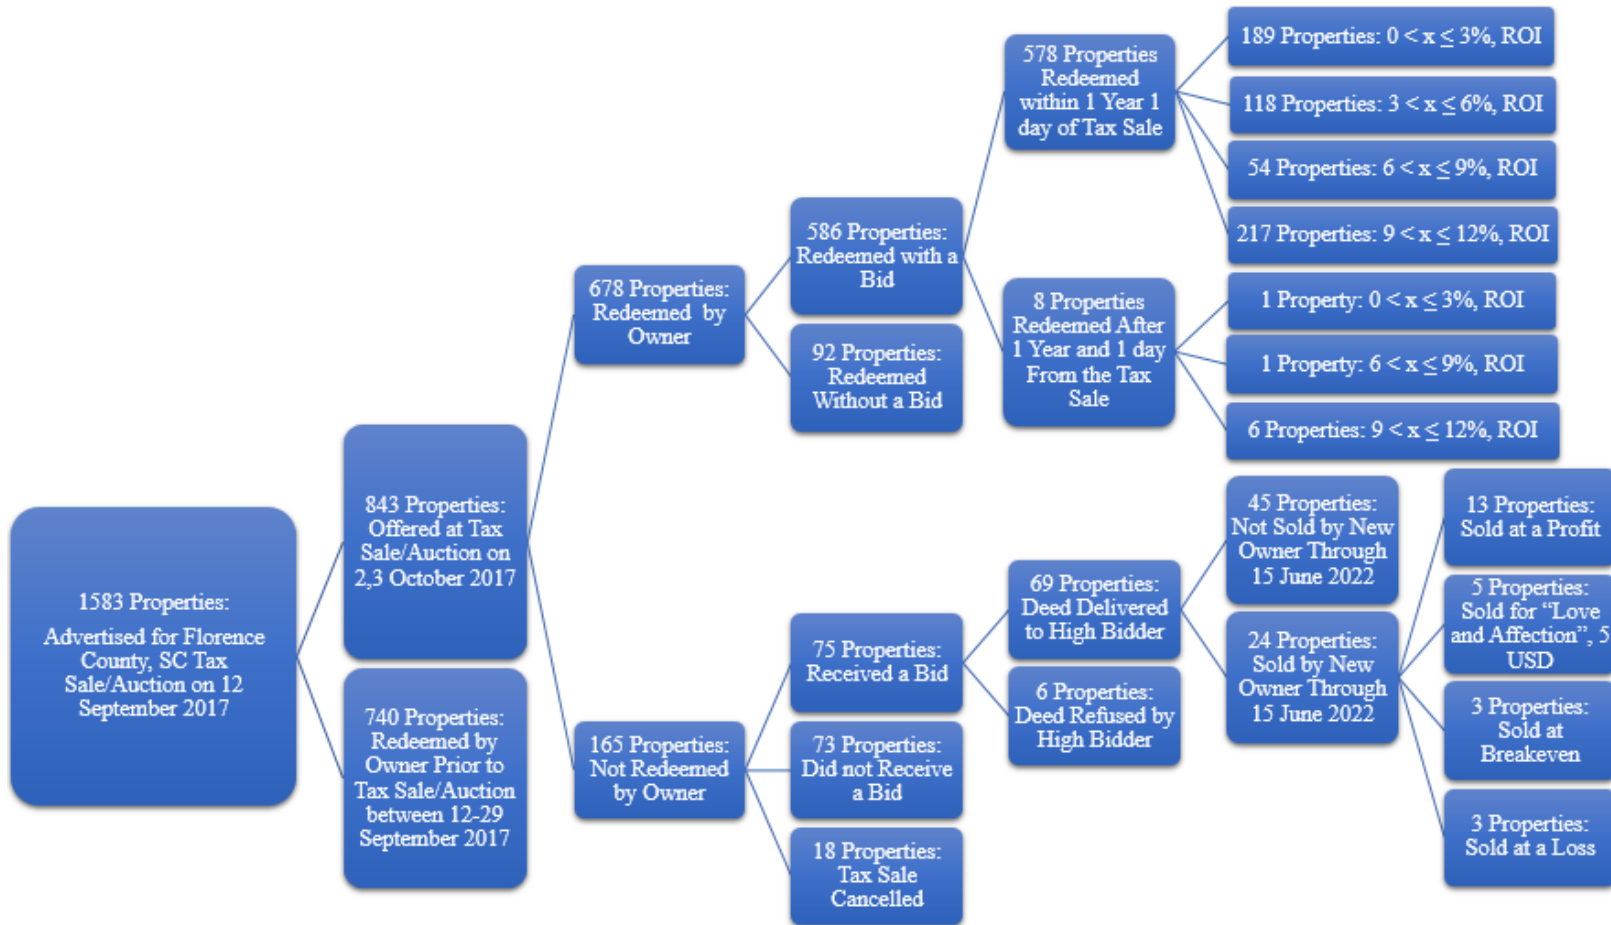 1583 Properties:
Advertised for Florence
County, SC Tax
Sale/Auction on 12
September 2017
843 Properties:
Offered at Tax
Sale/Auction on
2,3 October 2017
740 Properties:
Redeemed by
Owner Prior to
Tax Sale/Auction
between 12-29
September 2017
678 Properties:
Redeemed by
Owner
165 Properties:
Not Redeemed
by Owner
586 Properties:
Redeemed with a
Bid
92 Properties:
Redeemed
Without a Bid
75 Properties:
Received a Bid
73 Properties:
Did not Receive
a Bid
18 Properties:
Tax Sale
Cancelled
578 Properties
Redeemed
within 1 Year 1
day of Tax Sale
8 Properties
Redeemed After
1 Year and 1 day
From the Tax
Sale
69 Properties:
Deed Delivered
to High Bidder
6 Properties:
Deed Refused by
High Bidder
189 Properties: 0 < x ≤ 3%, ROI
118 Properties: 3 < x ≤ 6%, ROI
54 Properties: 6 < x ≤ 9%, ROI
217 Properties: 9 < x ≤ 12%, ROI
1 Property: 0 < x ≤ 3%, ROI
1 Property: 6 < x ≤ 9%, ROI
6 Properties: 9 < x ≤ 12%, ROI
45 Properties:
Not Sold by New
Owner Through
15 June 2022
24 Properties:
Sold by New
Owner Through
15 June 2022
13 Properties:
Sold at a Profit
5 Properties:
Sold for “Love
and Affection”, 5
USD
3 Properties:
Sold at
Breakeven
3 Properties:
Sold at a Loss